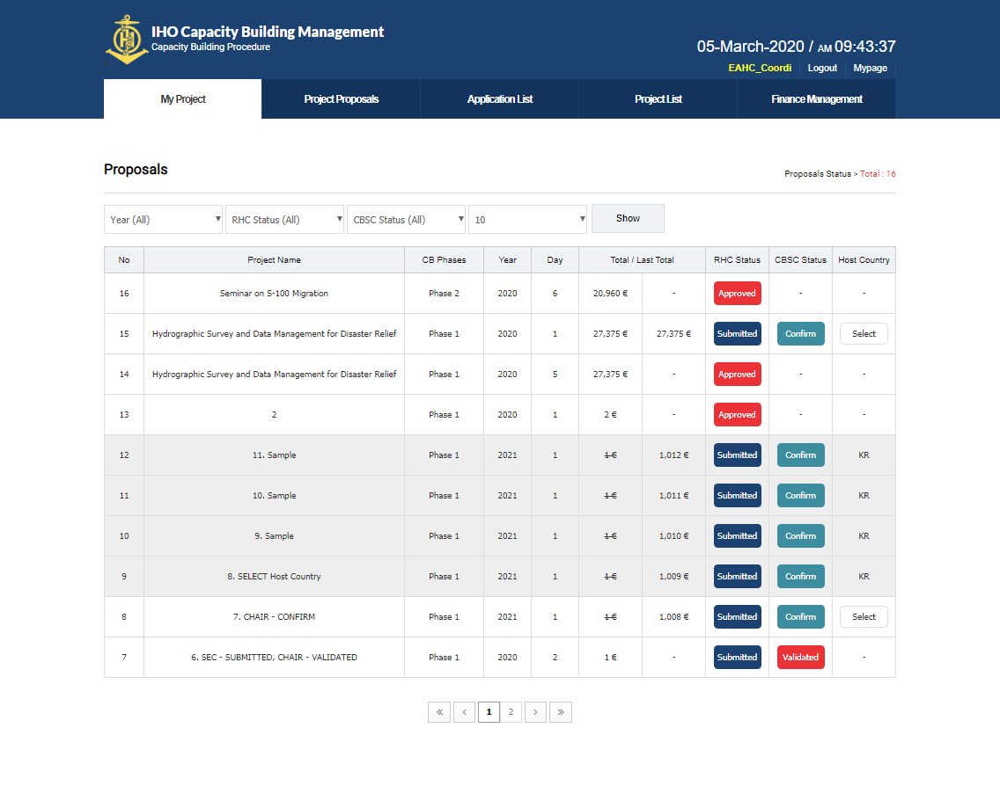 IHO Capacity Building Management
Capacity Building Procedure
05-March-2020 / AM 09:43:37
EAHC_Coordi Logout Mypage
My Project Project Proposals Application List Project List Finance Management
Proposals
Proposals Status > Total : 16
Year (All) RHC Status (All) CBSC Status (All) 10 Show
No Project Name CB Phases Year Day Total / Last Total RHC Status CBSC Status Host Country
16 Seminar on S-100 Migration Phase 2 2020 6 20,960 € - Approved - -
15 Hydrographic Survey and Data Management for Disaster Relief Phase 1 2020 1 27,375 € 27,375 € Submitted Confirm Select
14 Hydrographic Survey and Data Management for Disaster Relief Phase 1 2020 5 27,375 € - Approved - -
13 2 Phase 1 2020 1 2 € - Approved - -
12 11. Sample Phase 1 2021 1 1 € 1,012 € Submitted Confirm KR
11 10. Sample Phase 1 2021 1 1 € 1,011 € Submitted Confirm KR
10 9. Sample Phase 1 2021 1 1 € 1,010 € Submitted Confirm KR
9 8. SELECT Host Country Phase 1 2021 1 1 € 1,009 € Submitted Confirm KR
8 7. CHAIR - CONFIRM Phase 1 2021 1 1 € 1,008 € Submitted Confirm Select
7 6. SEC - SUBMITTED, CHAIR - VALIDATED Phase 1 2020 2 1 € - Submitted Validated -
« ‹ 1 2 › »